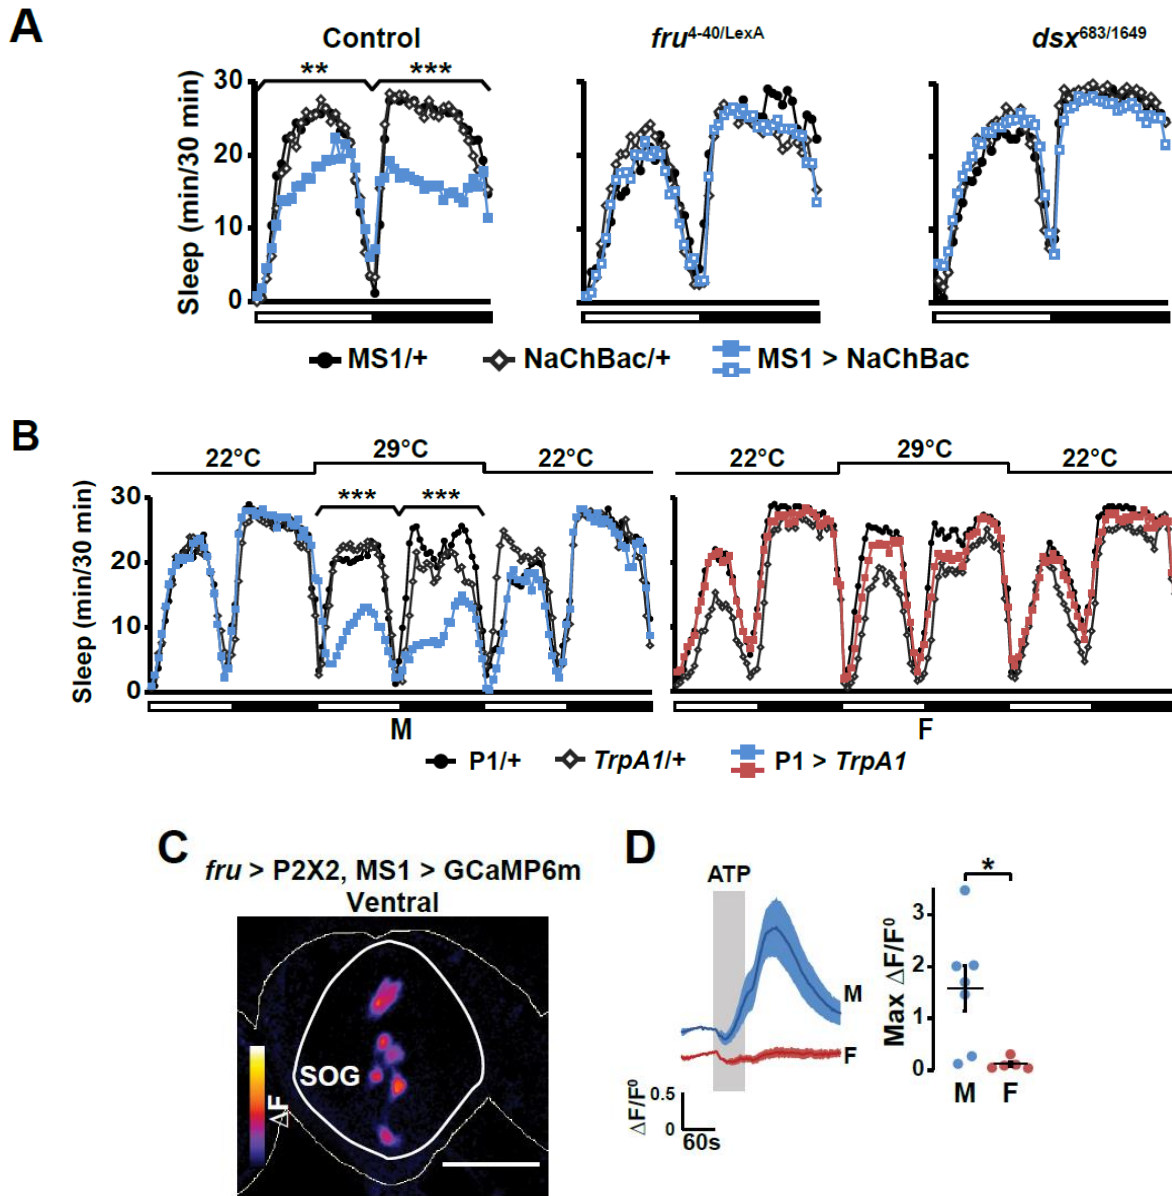 A
Control
fru4-40/LexA
dsx683/1649
** ***
Sleep (min/30 min)
30
20
10
0
MS1/+ NaChBac/+ MS1 > NaChBac
B
22°C 29°C 22°C 22°C 29°C 22°C
*** ***
Sleep (min/30 min)
30
20
10
0
M F
P1/+ TrpA1/+ P1 > TrpA1
C
fru > P2X2, MS1 > GCaMP6m
Ventral
SOG
ΔF
D
ATP
M
F
ΔF/F0
0.5
0
60s
*
Max ΔF/F0
3
2
1
0
M F